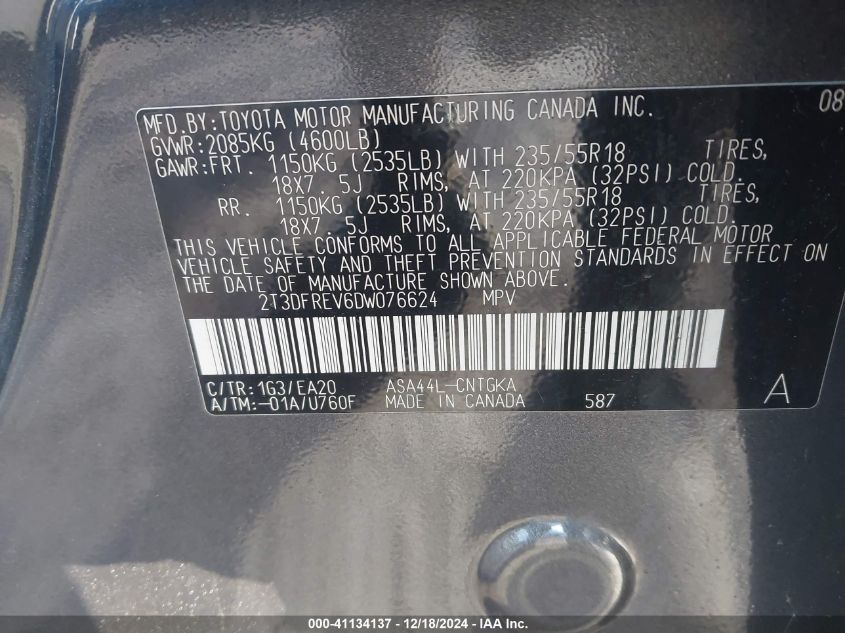 MFD.BY:TOYOTA MOTOR MANUFACTURING CANADA INC. 08
GVWR:2085KG (4600LB)
GAWR:FRT. 1150KG (2535LB) WITH 235/55R18 TIRES,
18X7. 5J RIMS, AT 220KPA (32PSI) COLD.
RR. 1150KG (2535LB) WITH 235/55R18 TIRES,
18X7. 5J RIMS, AT 220KPA (32PSI) COLD.
THIS VEHICLE CONFORMS TO ALL APPLICABLE FEDERAL MOTOR
VEHICLE SAFETY AND THEFT PREVENTION STANDARDS IN EFFECT ON
THE DATE OF MANUFACTURE SHOWN ABOVE.
2T3DFREV6DW076624 MPV
C/TR:1G3/EA20 ASA44L-CNTGKA
A/TM:-01A/U760F MADE IN CANADA 587 A
000-41134137 - 12/18/2024 - IAA Inc.